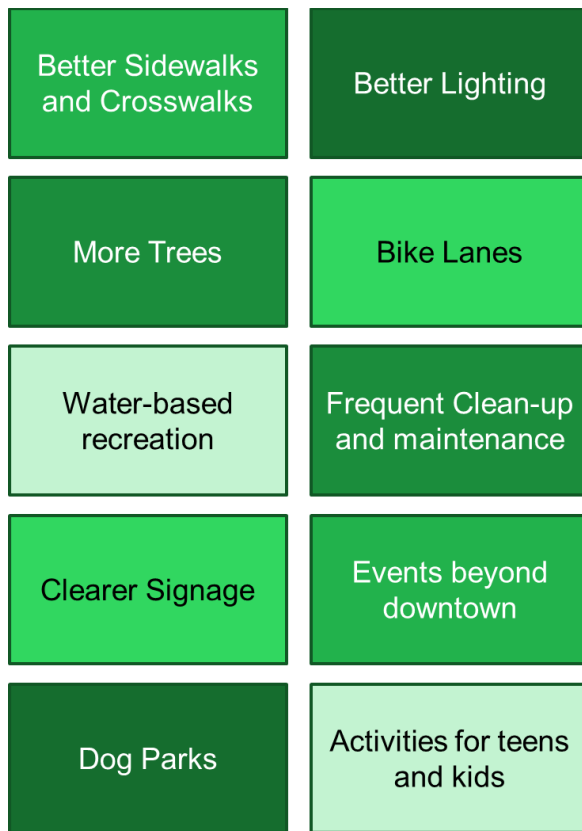 Better Sidewalks
and Crosswalks
Better Lighting
More Trees
Bike Lanes
Water-based
recreation
Frequent Clean-up
and maintenance
Clearer Signage
Events beyond
downtown
Dog Parks
Activities for teens
and kids